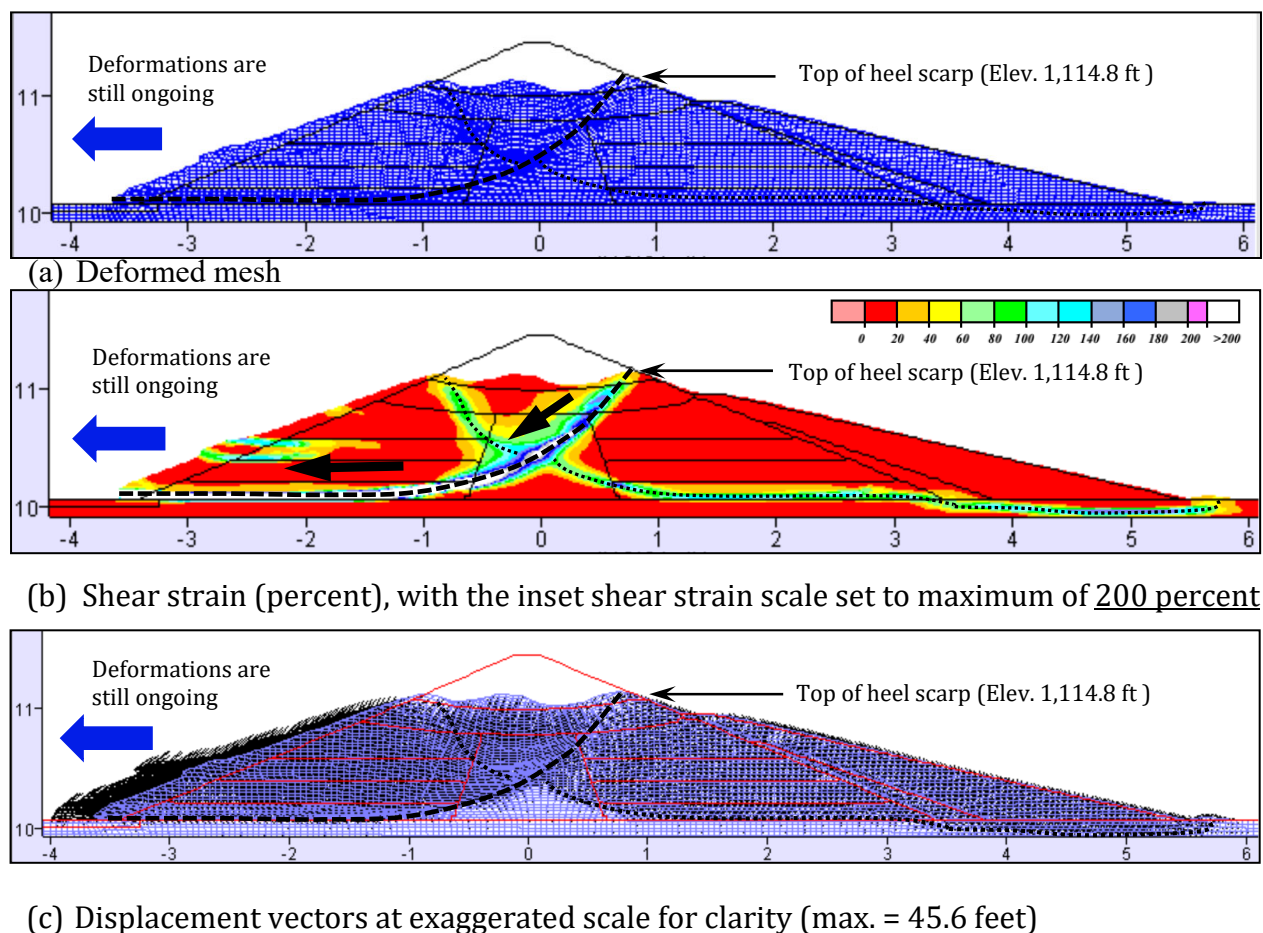 Deformations are
still ongoing
Top of heel scarp (Elev. 1,114.8 ft )
11
10
-4 -3 -2 -1 0 1 2 3 4 5 6
(a) Deformed mesh
0 20 40 60 80 100 120 140 160 180 200 >200
Deformations are
still ongoing
Top of heel scarp (Elev. 1,114.8 ft )
11
10
-4 -3 -2 -1 0 1 2 3 4 5 6
(b) Shear strain (percent), with the inset shear strain scale set to maximum of 200 percent
Deformations are
still ongoing
Top of heel scarp (Elev. 1,114.8 ft )
11
10
-4 -3 -2 -1 0 1 2 3 4 5 6
(c) Displacement vectors at exaggerated scale for clarity (max. = 45.6 feet)